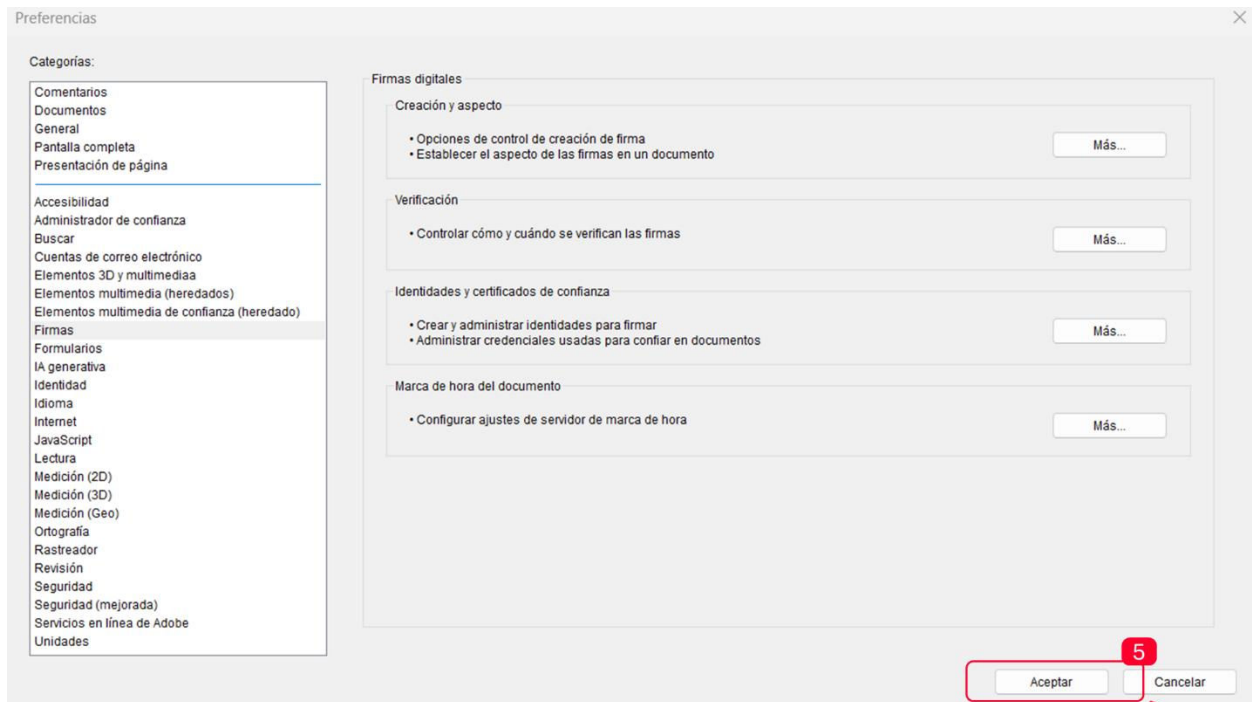 Preferencias
Categorías:
Comentarios
Documentos
General
Pantalla completa
Presentación de página
Accesibilidad
Administrador de confianza
Buscar
Cuentas de correo electrónico
Elementos 3D y multimediaa
Elementos multimedia (heredados)
Elementos multimedia de confianza (heredado)
Firmas
Formularios
IA generativa
Identidad
Idioma
Internet
JavaScript
Lectura
Medición (2D)
Medición (3D)
Medición (Geo)
Ortografía
Rastreador
Revisión
Seguridad
Seguridad (mejorada)
Servicios en línea de Adobe
Unidades
Firmas digitales
Creación y aspecto
• Opciones de control de creación de firma
• Establecer el aspecto de las firmas en un documento
Más...
Verificación
• Controlar cómo y cuándo se verifican las firmas
Más...
Identidades y certificados de confianza
• Crear y administrar identidades para firmar
• Administrar credenciales usadas para confiar en documentos
Más...
Marca de hora del documento
• Configurar ajustes de servidor de marca de hora
Más...
5
Aceptar
Cancelar